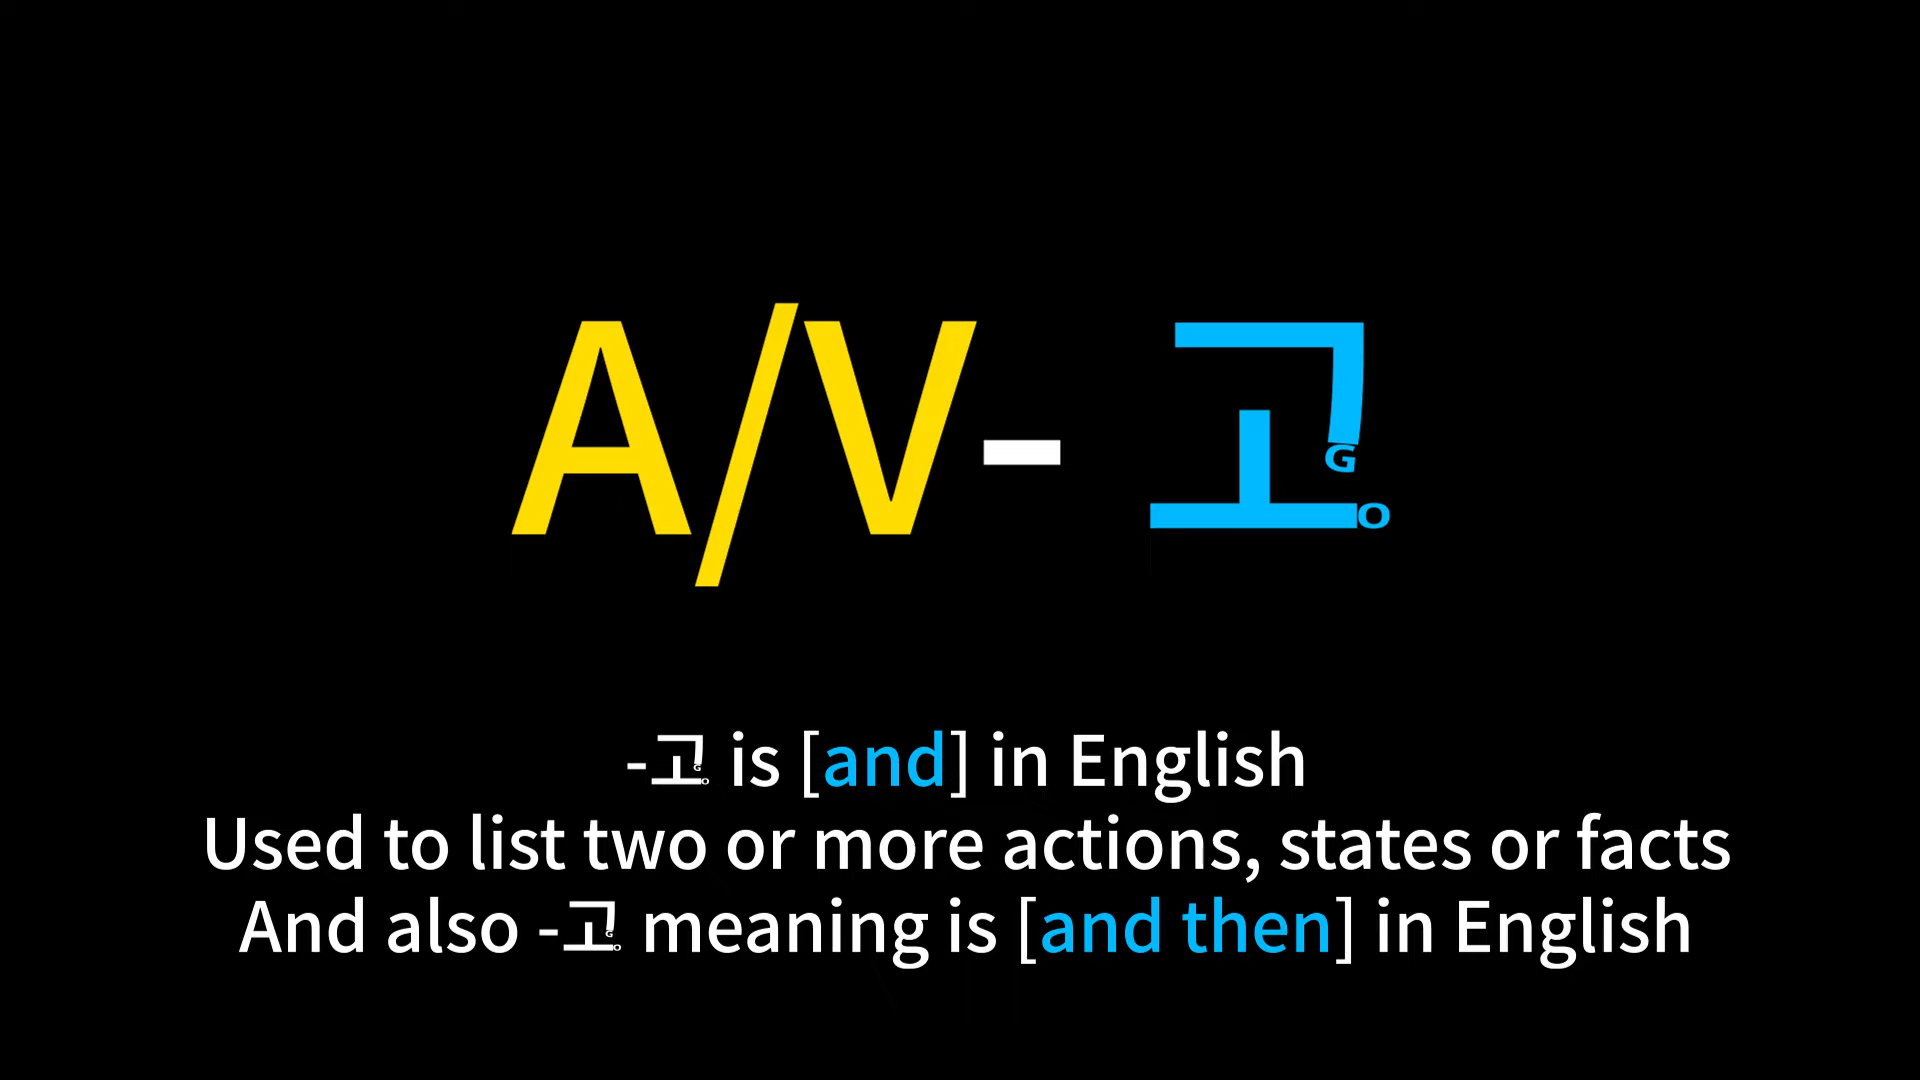 A/V- 고
G
O
-고 is [and] in English
Used to list two or more actions, states or facts
And also -고 meaning is [and then] in English